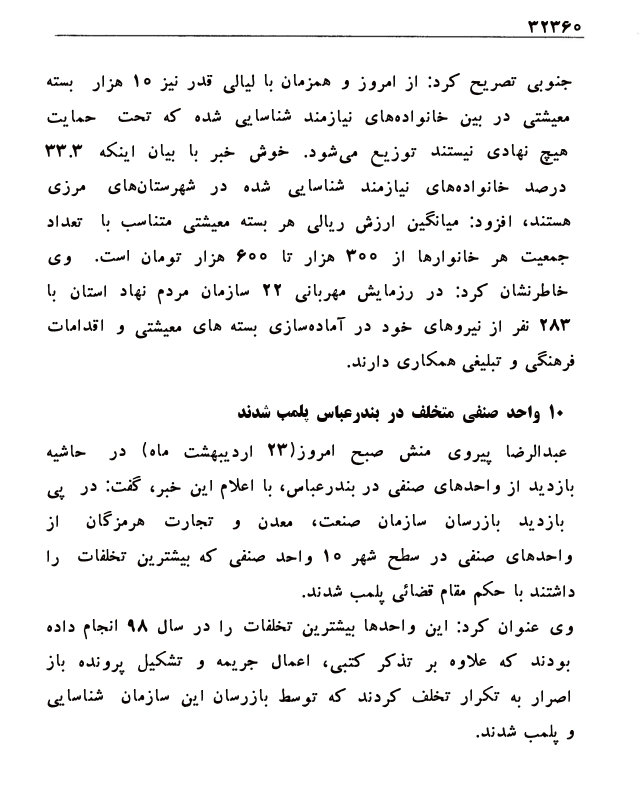 ۳۲۳۶۰
جنوبی تصریح کرد: از امروز و همزمان با لیالی قدر نیز ۱۰ هزار بسته
معیشتی در بین خانواده‌های نیازمند شناسایی شده که تحت حمایت
هیچ نهادی نیستند توزیع می‌شود. خوش خبر با بیان اینکه ۳۳.۳
درصد خانواده‌های نیازمند شناسایی شده در شهرستان‌های مرزی
هستند، افزود: میانگین ارزش ریالی هر بسته معیشتی متناسب با تعداد
جمعیت هر خانوارها از ۳۰۰ هزار تا ۶۰۰ هزار تومان است. وی
خاطرنشان کرد: در رزمایش مهربانی ۲۲ سازمان مردم نهاد استان با
۲۸۳ نفر از نیروهای خود در آماده‌سازی بسته های معیشتی و اقدامات
فرهنگی و تبلیغی همکاری دارند.
۱۰ واحد صنفی متخلف در بندرعباس پلمب شدند
عبدالرضا پیروی منش صبح امروز(۲۳ اردیبهشت ماه) در حاشیه
بازدید از واحدهای صنفی در بندرعباس، با اعلام این خبر، گفت: در پی
بازدید بازرسان سازمان صنعت، معدن و تجارت هرمزگان از
واحدهای صنفی در سطح شهر ۱۰ واحد صنفی که بیشترین تخلفات را
داشتند با حکم مقام قضائی پلمب شدند.
وی عنوان کرد: این واحدها بیشترین تخلفات را در سال ۹۸ انجام داده
بودند که علاوه بر تذکر کتبی، اعمال جریمه و تشکیل پرونده باز
اصرار به تکرار تخلف کردند که توسط بازرسان این سازمان شناسایی
و پلمب شدند.